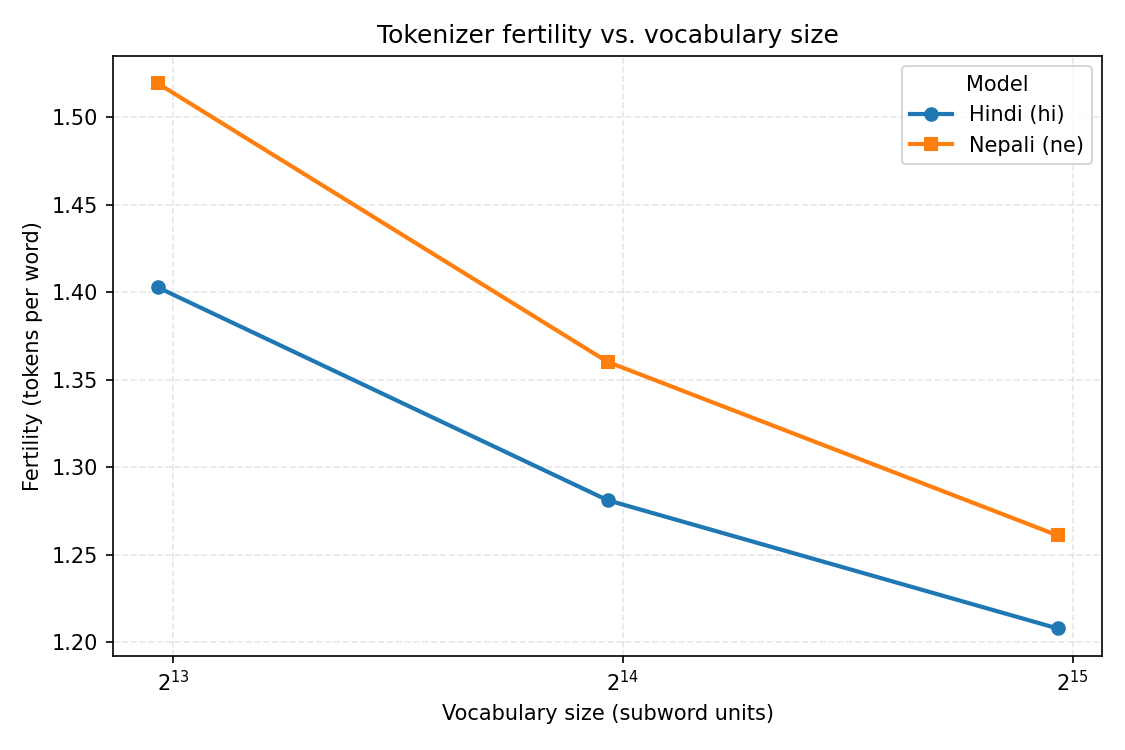 Tokenizer fertility vs. vocabulary size
Model
Hindi (hi)
Nepali (ne)
Fertility (tokens per word)
1.50
1.45
1.40
1.35
1.30
1.25
1.20
2¹³ 2¹⁴ 2¹⁵
Vocabulary size (subword units)